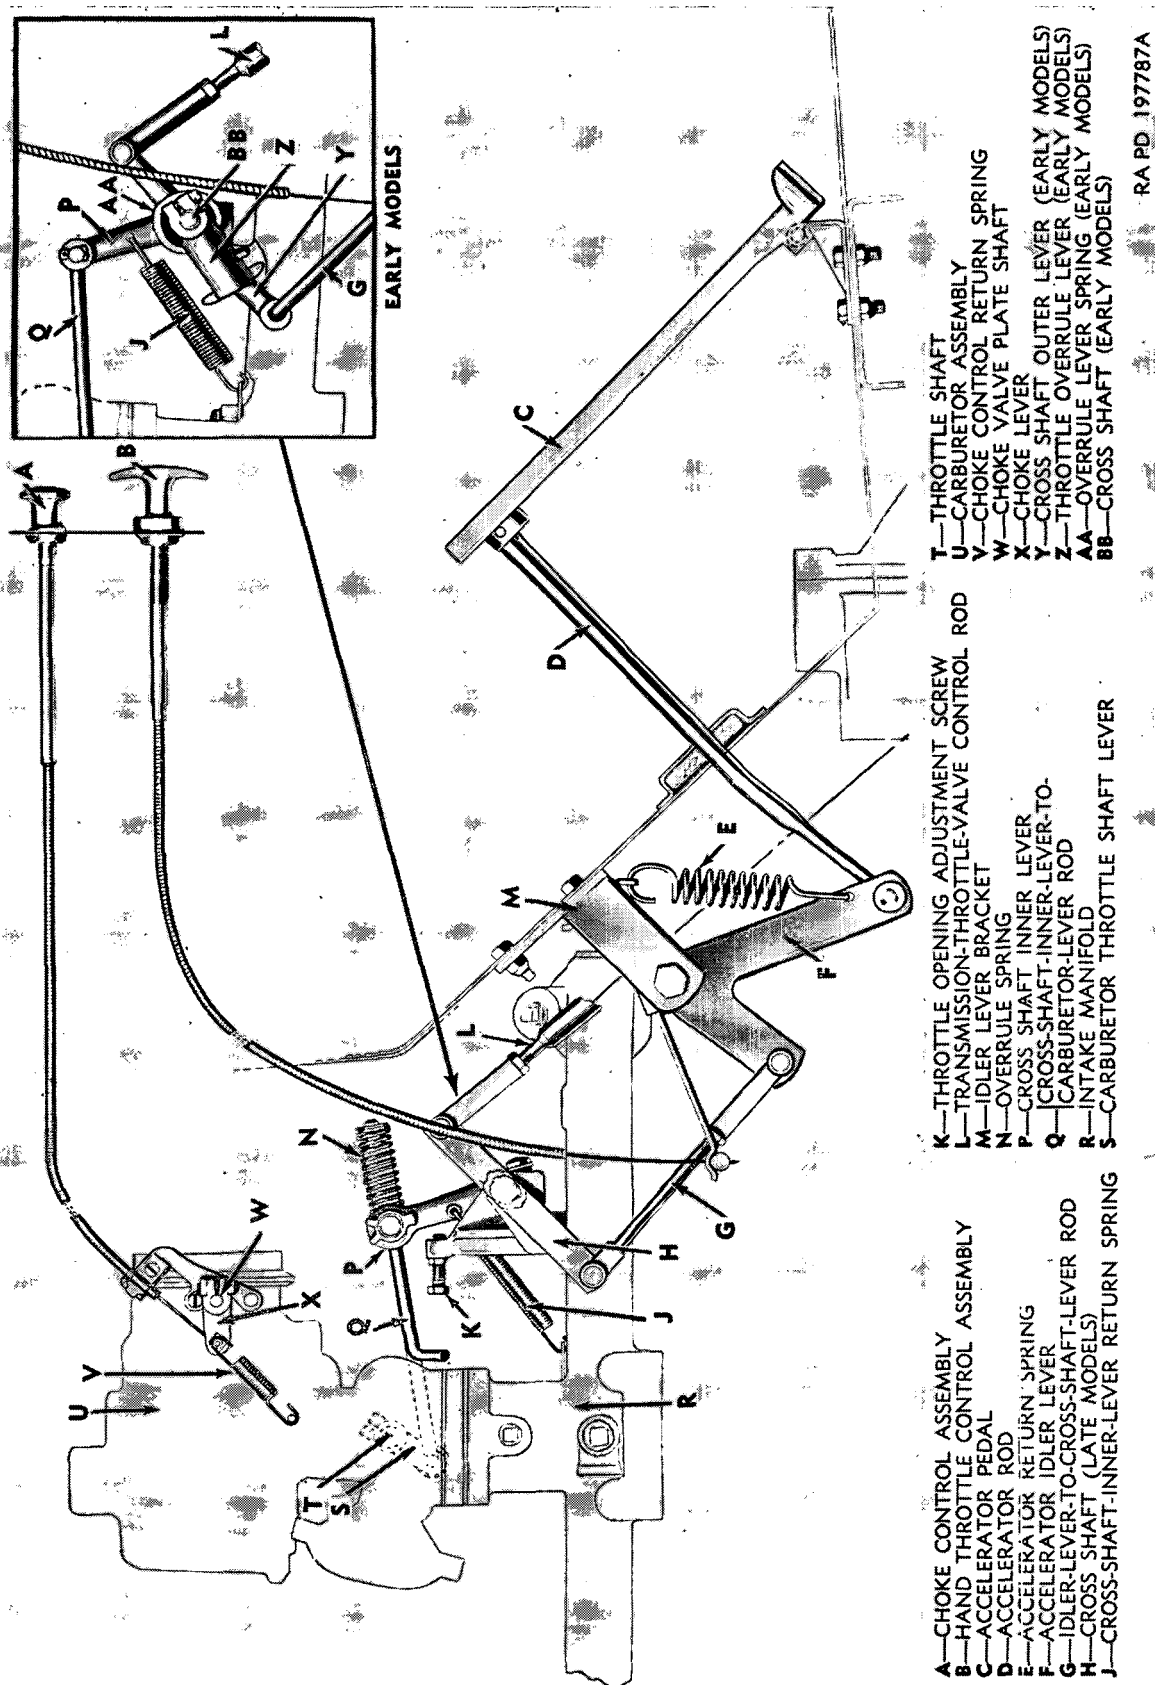 A
B
EARLY MODELS
Q
P
AA
L
J
BB
Z
Y
G
V
W
X
U
T
S
N
P
Q
K
L
M
E
F
D
C
H
G
J
R
A—CHOKE CONTROL ASSEMBLY
B—HAND THROTTLE CONTROL ASSEMBLY
C—ACCELERATOR PEDAL
D—ACCELERATOR ROD
E—ACCELERATOR RETURN SPRING
F—ACCELERATOR IDLER LEVER
G—IDLER-LEVER-TO-CROSS-SHAFT-LEVER ROD
H—CROSS SHAFT (LATE MODELS)
J—CROSS-SHAFT-INNER-LEVER RETURN SPRING
K—THROTTLE OPENING ADJUSTMENT SCREW
L—TRANSMISSION-THROTTLE-VALVE CONTROL ROD
M—IDLER LEVER BRACKET
N—OVERRULE SPRING
P—CROSS SHAFT INNER LEVER
Q—CROSS-SHAFT-INNER-LEVER-TO-
CARBURETOR-LEVER ROD
R—INTAKE MANIFOLD
S—CARBURETOR THROTTLE SHAFT LEVER
T—THROTTLE SHAFT
U—CARBURETOR ASSEMBLY
V—CHOKE CONTROL RETURN SPRING
W—CHOKE VALVE PLATE SHAFT
X—CHOKE LEVER
Y—CROSS SHAFT OUTER LEVER (EARLY MODELS)
Z—THROTTLE OVERRULE LEVER (EARLY MODELS)
AA—OVERRULE LEVER SPRING (EARLY MODELS)
BB—CROSS SHAFT (EARLY MODELS)
RA PD 197787A